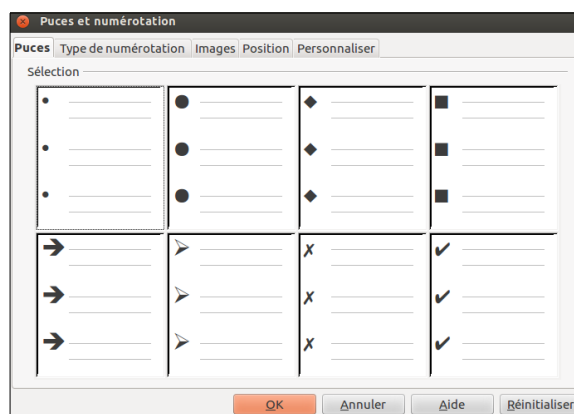 Puces et numérotation
Puces Type de numérotation Images Position Personnaliser
Sélection
OK Annuler Aide Réinitialiser